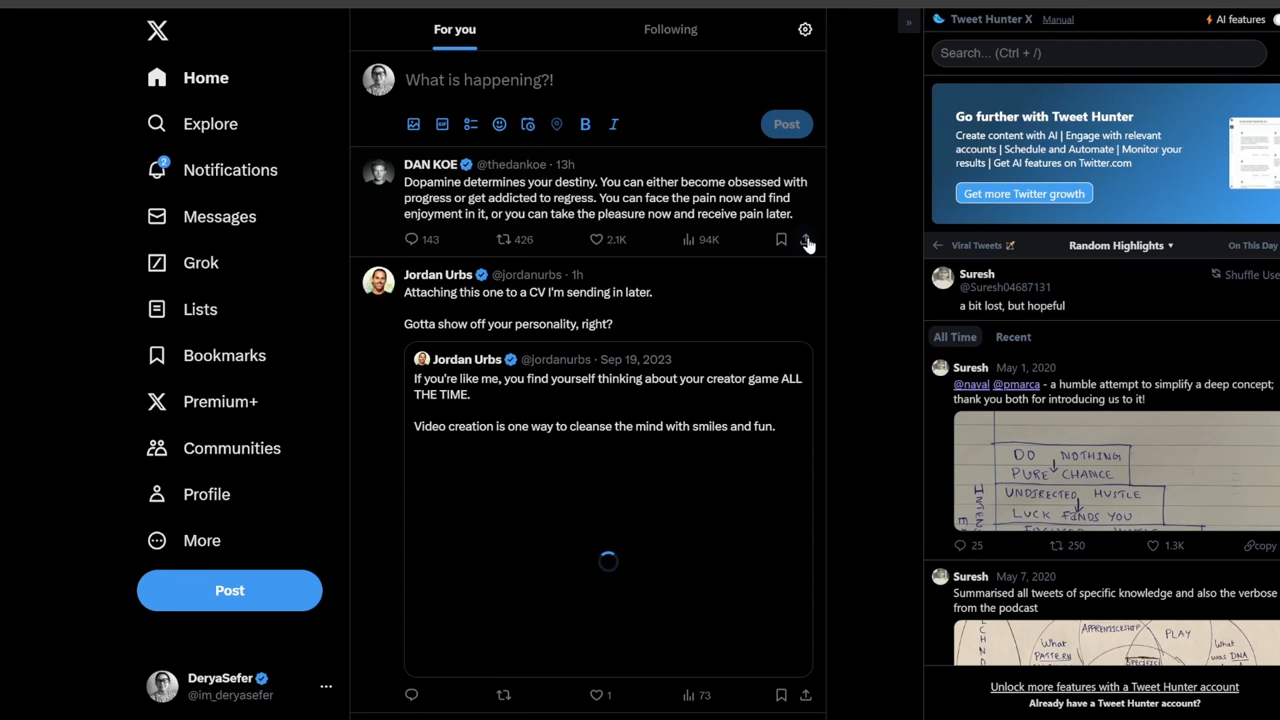 Home
Explore
2
Notifications
Messages
Grok
Lists
Bookmarks
Premium+
Communities
Profile
More
Post
DeryaSefer
@im_deryasefer
For you
Following
What is happening?!
GIF
B
I
Post
DAN KOE @thedankoe · 13h
Dopamine determines your destiny. You can either become obsessed with
progress or get addicted to regress. You can face the pain now and find
enjoyment in it, or you can take the pleasure now and receive pain later.
143
426
2.1K
94K
Jordan Urbs @jordanurbs · 1h
Attaching this one to a CV I'm sending in later.
Gotta show off your personality, right?
Jordan Urbs @jordanurbs · Sep 19, 2023
If you're like me, you find yourself thinking about your creator game ALL
THE TIME.
Video creation is one way to cleanse the mind with smiles and fun.
1
73
»
Tweet Hunter X Manual
AI features
Search... (Ctrl + /)
Go further with Tweet Hunter
Create content with AI | Engage with relevant
accounts | Schedule and Automate | Monitor your
results | Get AI features on Twitter.com
Get more Twitter growth
Viral Tweets
Random Highlights
On This Day
Suresh
@Suresh04687131
Shuffle Use
a bit lost, but hopeful
All Time
Recent
Suresh May 1, 2020
@naval @pmarca - a humble attempt to simplify a deep concept;
thank you both for introducing us to it!
DO NOTHING
PURE CHANCE
UNDIRECTED HUSTLE
LUCK FINDS YOU
25
250
1.3K
copy
Suresh May 7, 2020
Summarised all tweets of specific knowledge and also the verbose
from the podcast
APPRENTICESHIP
PLAY
What
PATTERN
SPECIFIC
What
was DNA
Unlock more features with a Tweet Hunter account
Already have a Tweet Hunter account?